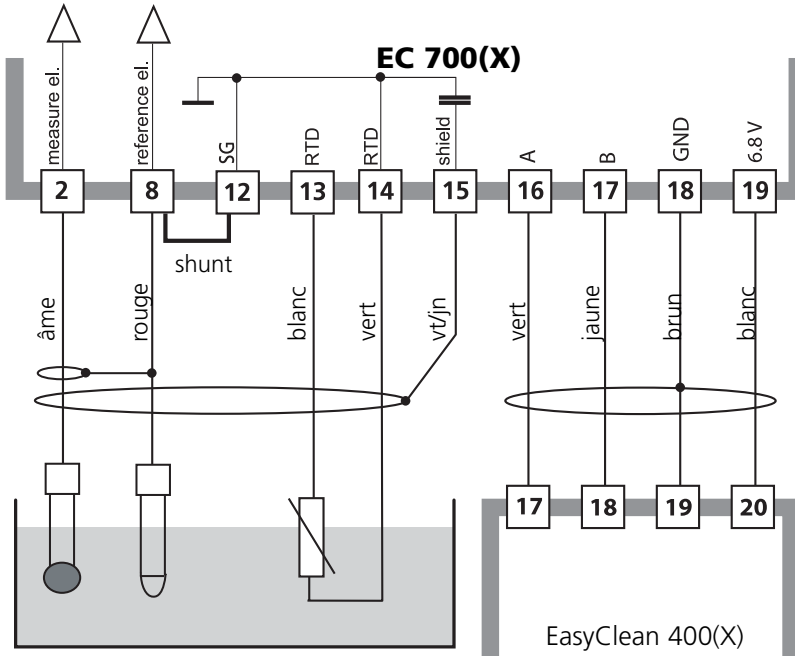 EC 700(X)
measure el.
reference el.
SG
RTD
RTD
shield
A
B
GND
6.8 V
2
8
12
13
14
15
16
17
18
19
shunt
âme
rouge
blanc
vert
vt/jn
vert
jaune
brun
blanc
17
18
19
20
EasyClean 400(X)